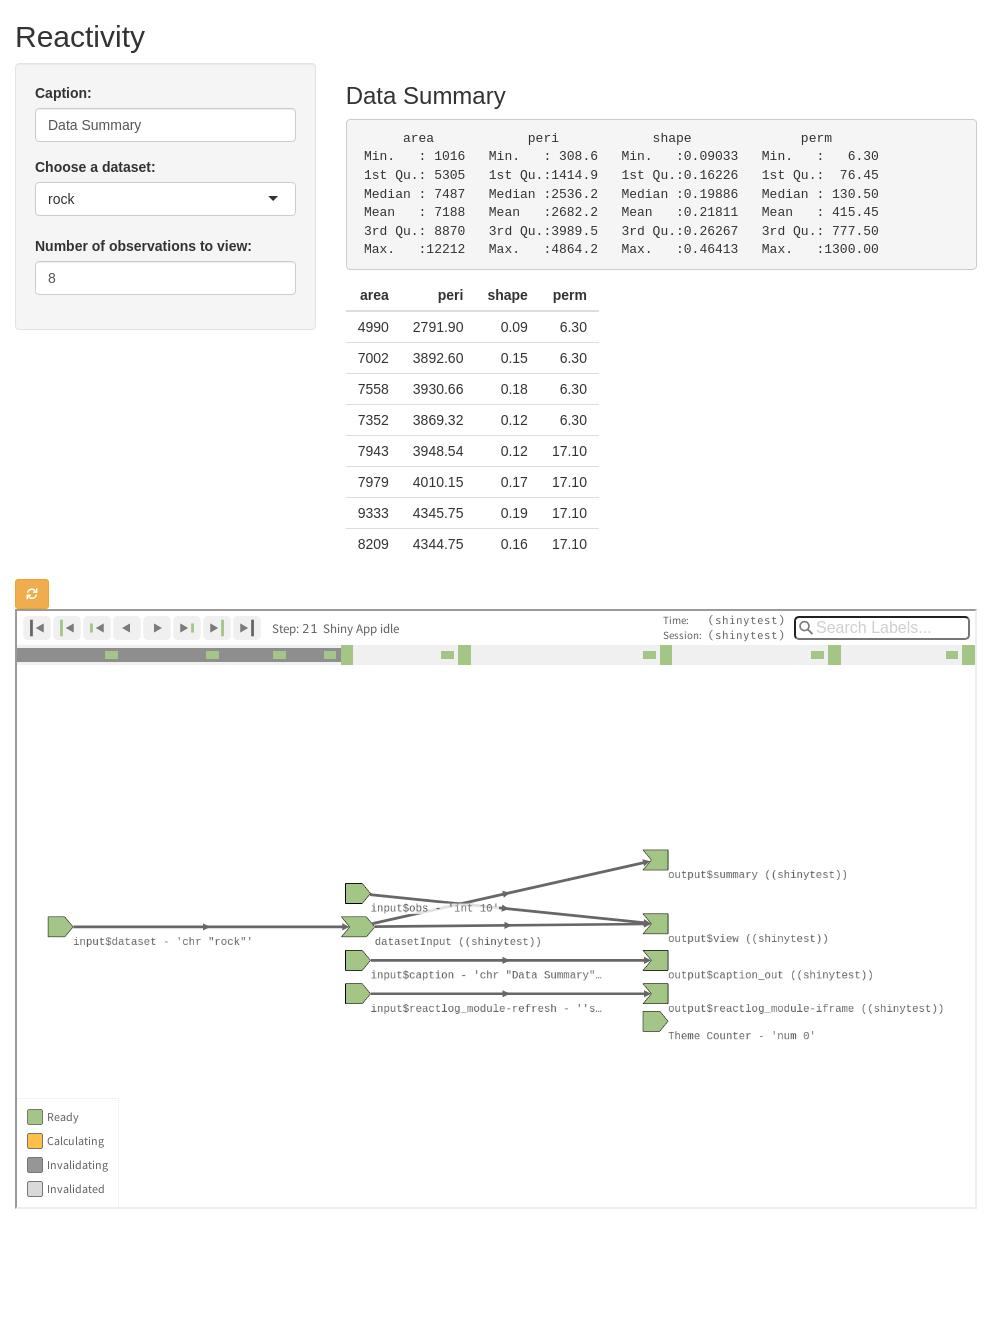 Reactivity
Caption:
Data Summary
Choose a dataset:
rock
Number of observations to view:
8
Data Summary
     area            peri            shape              perm
Min.   : 1016   Min.   : 308.6   Min.   :0.09033   Min.   :   6.30
1st Qu.: 5305   1st Qu.:1414.9   1st Qu.:0.16226   1st Qu.:  76.45
Median : 7487   Median :2536.2   Median :0.19886   Median : 130.50
Mean   : 7188   Mean   :2682.2   Mean   :0.21811   Mean   : 415.45
3rd Qu.: 8870   3rd Qu.:3989.5   3rd Qu.:0.26267   3rd Qu.: 777.50
Max.   :12212   Max.   :4864.2   Max.   :0.46413   Max.   :1300.00
area peri shape perm
4990 2791.90 0.09 6.30
7002 3892.60 0.15 6.30
7558 3930.66 0.18 6.30
7352 3869.32 0.12 6.30
7943 3948.54 0.12 17.10
7979 4010.15 0.17 17.10
9333 4345.75 0.19 17.10
8209 4344.75 0.16 17.10
Step: 21 Shiny App idle
Time: (shinytest)
Session: (shinytest)
Search Labels...
output$summary ((shinytest))
input$obs - 'int 10'
output$view ((shinytest))
input$dataset - 'chr "rock"'
datasetInput ((shinytest))
input$caption - 'chr "Data Summary"…
output$caption_out ((shinytest))
input$reactlog_module-refresh - ''s…
output$reactlog_module-iframe ((shinytest))
Theme Counter - 'num 0'
Ready
Calculating
Invalidating
Invalidated